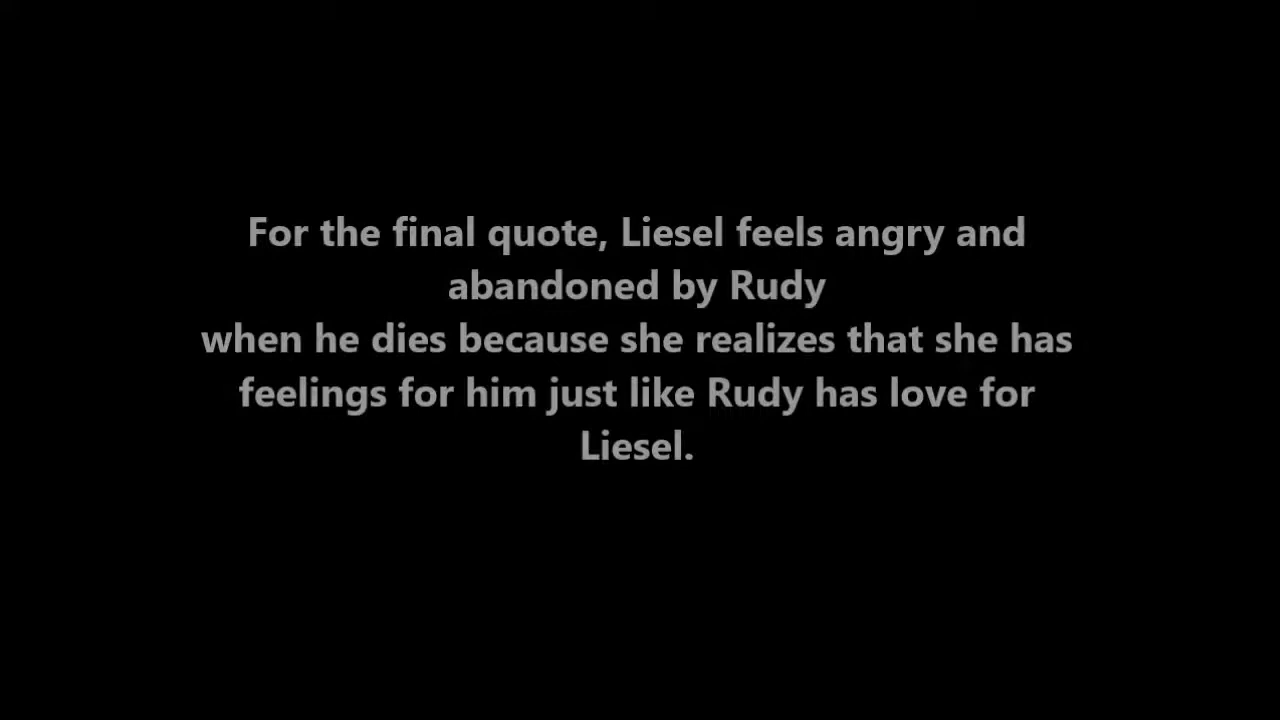 For the final quote, Liesel feels angry and
abandoned by Rudy
when he dies because she realizes that she has
feelings for him just like Rudy has love for
Liesel.